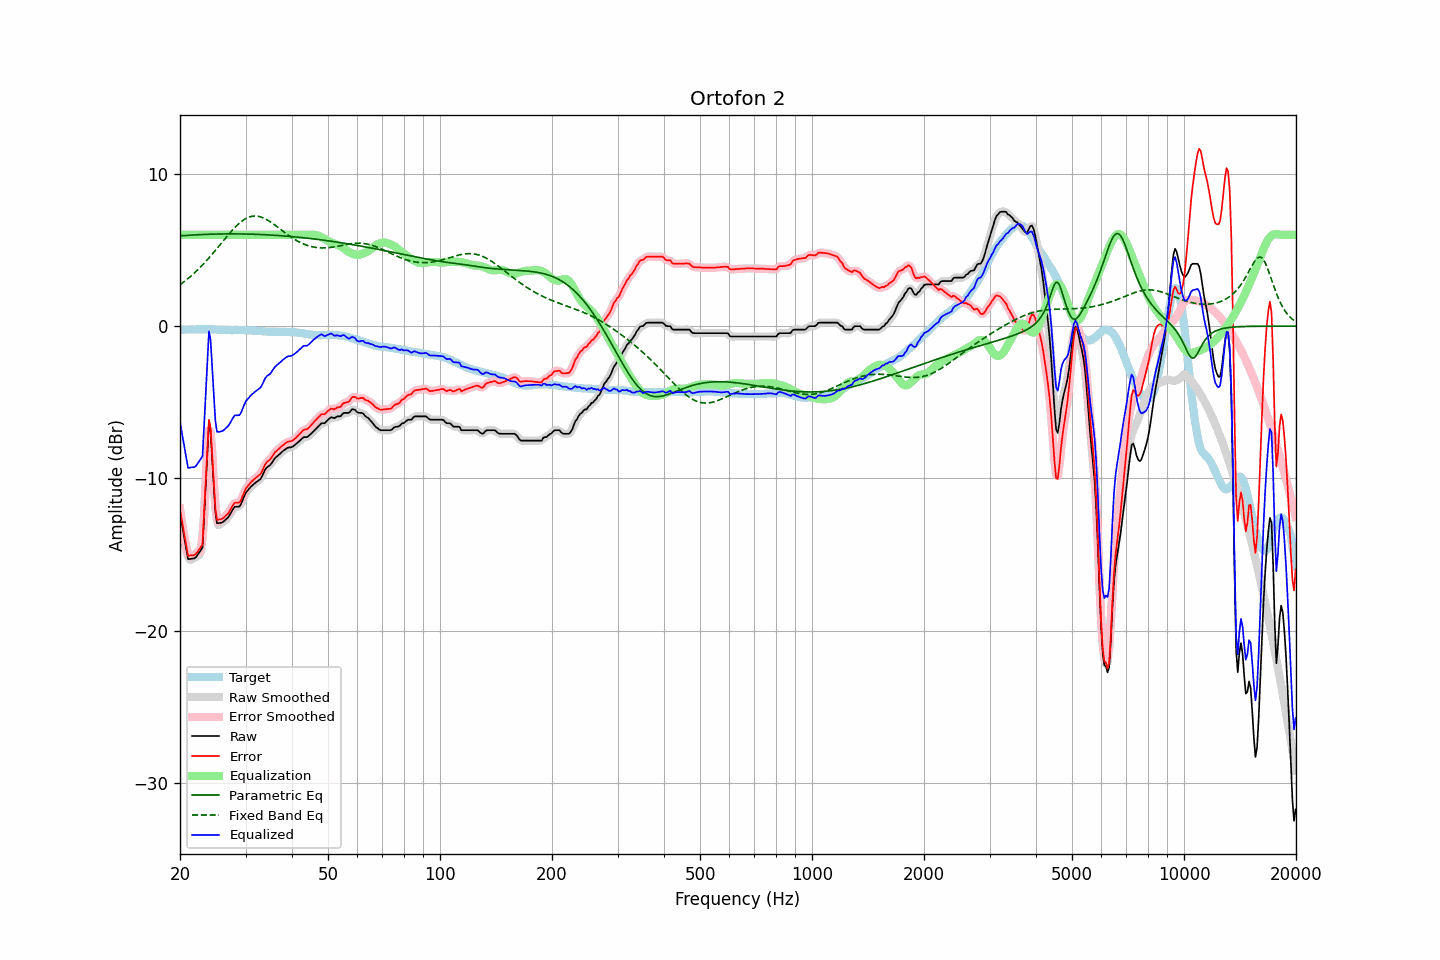 Ortofon 2
Amplitude (dBr)
10
0
−10
−20
−30
Target
Raw Smoothed
Error Smoothed
Raw
Error
Equalization
Parametric Eq
Fixed Band Eq
Equalized
20 50 100 200 500 1000 2000 5000 10000 20000
Frequency (Hz)